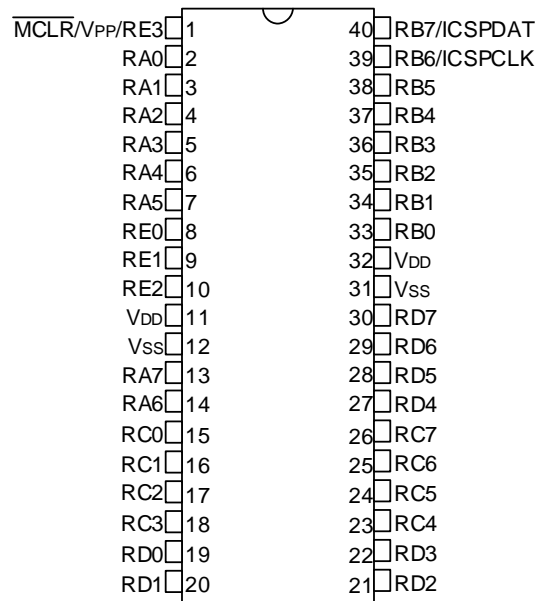 MCLR/VPP/RE3 1 40 RB7/ICSPDAT
RA0 2 39 RB6/ICSPCLK
RA1 3 38 RB5
RA2 4 37 RB4
RA3 5 36 RB3
RA4 6 35 RB2
RA5 7 34 RB1
RE0 8 33 RB0
RE1 9 32 VDD
RE2 10 31 VSS
VDD 11 30 RD7
VSS 12 29 RD6
RA7 13 28 RD5
RA6 14 27 RD4
RC0 15 26 RC7
RC1 16 25 RC6
RC2 17 24 RC5
RC3 18 23 RC4
RD0 19 22 RD3
RD1 20 21 RD2